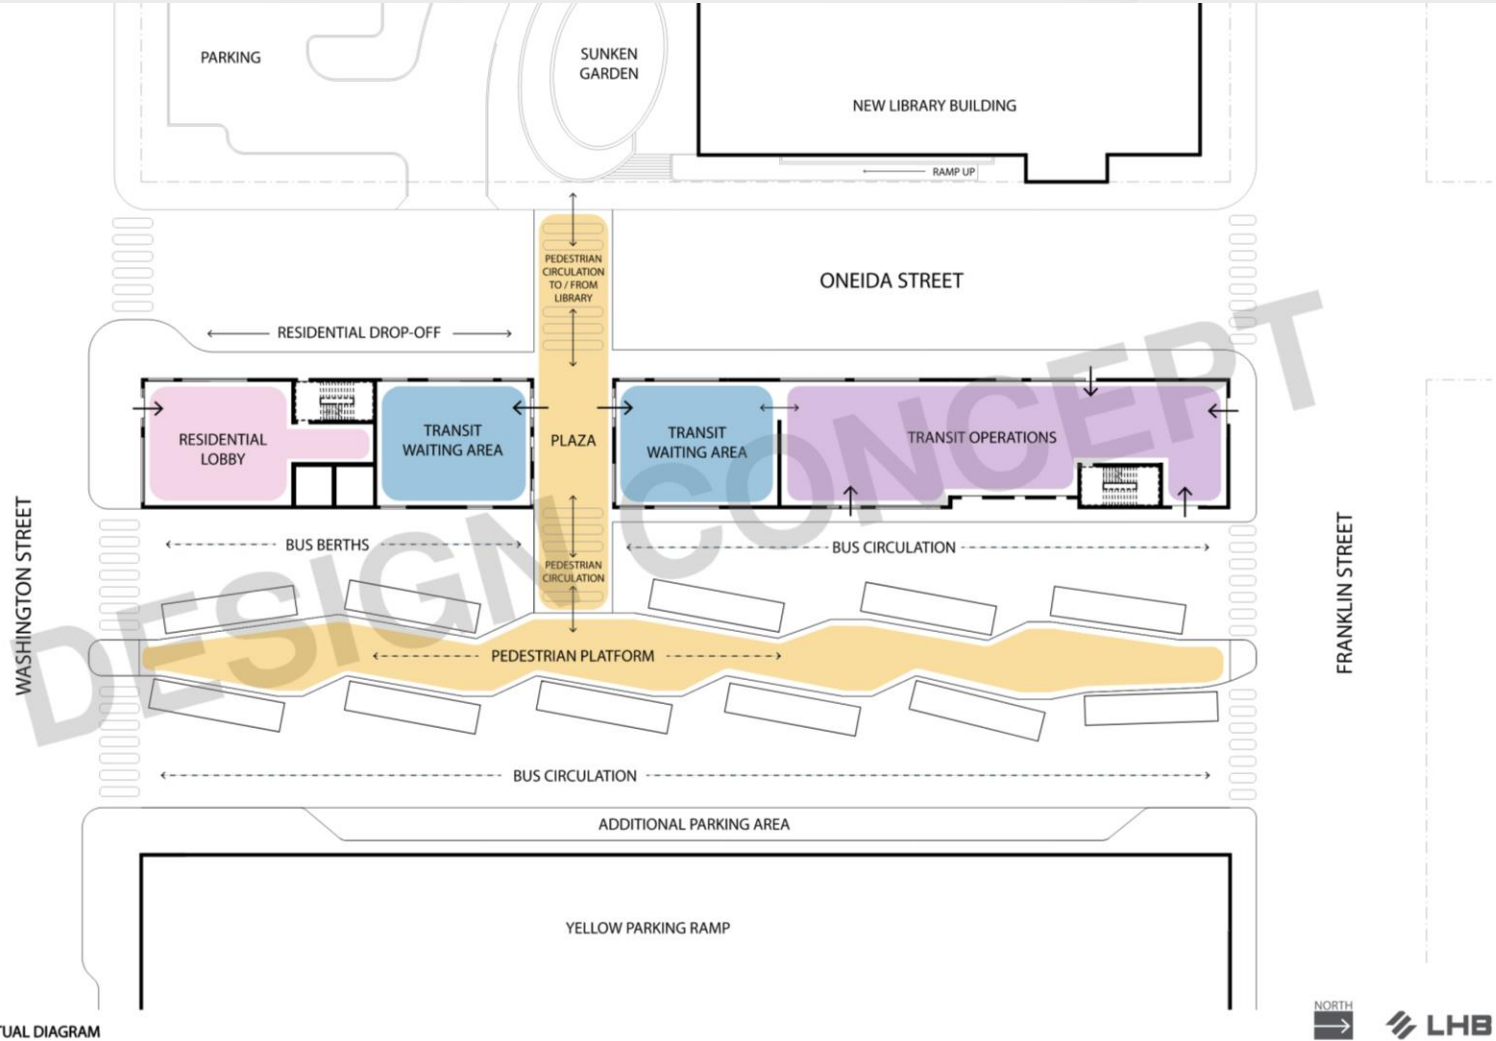 PARKING
SUNKEN
GARDEN
NEW LIBRARY BUILDING
RAMP UP
PEDESTRIAN
CIRCULATION
TO / FROM
LIBRARY
ONEIDA STREET
RESIDENTIAL DROP-OFF
RESIDENTIAL
LOBBY
TRANSIT
WAITING AREA
PLAZA
TRANSIT
WAITING AREA
TRANSIT OPERATIONS
DESIGN CONCEPT
WASHINGTON STREET
FRANKLIN STREET
BUS BERTHS
BUS CIRCULATION
PEDESTRIAN
CIRCULATION
PEDESTRIAN PLATFORM
BUS CIRCULATION
ADDITIONAL PARKING AREA
YELLOW PARKING RAMP
NORTH
LHB
TUAL DIAGRAM